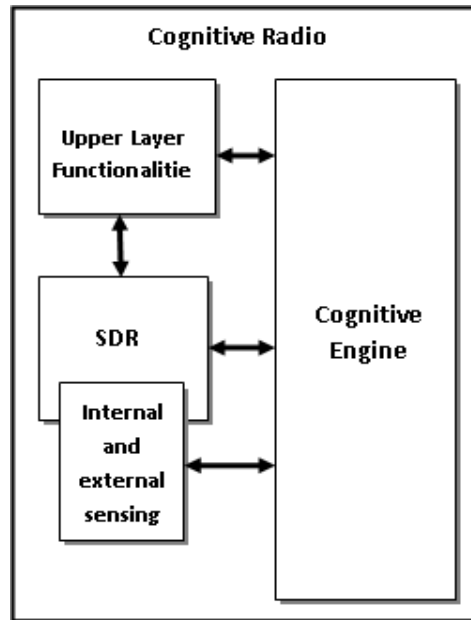 Cognitive Radio
Upper Layer
Functionalitie
SDR
Internal
and
external
sensing
Cognitive
Engine